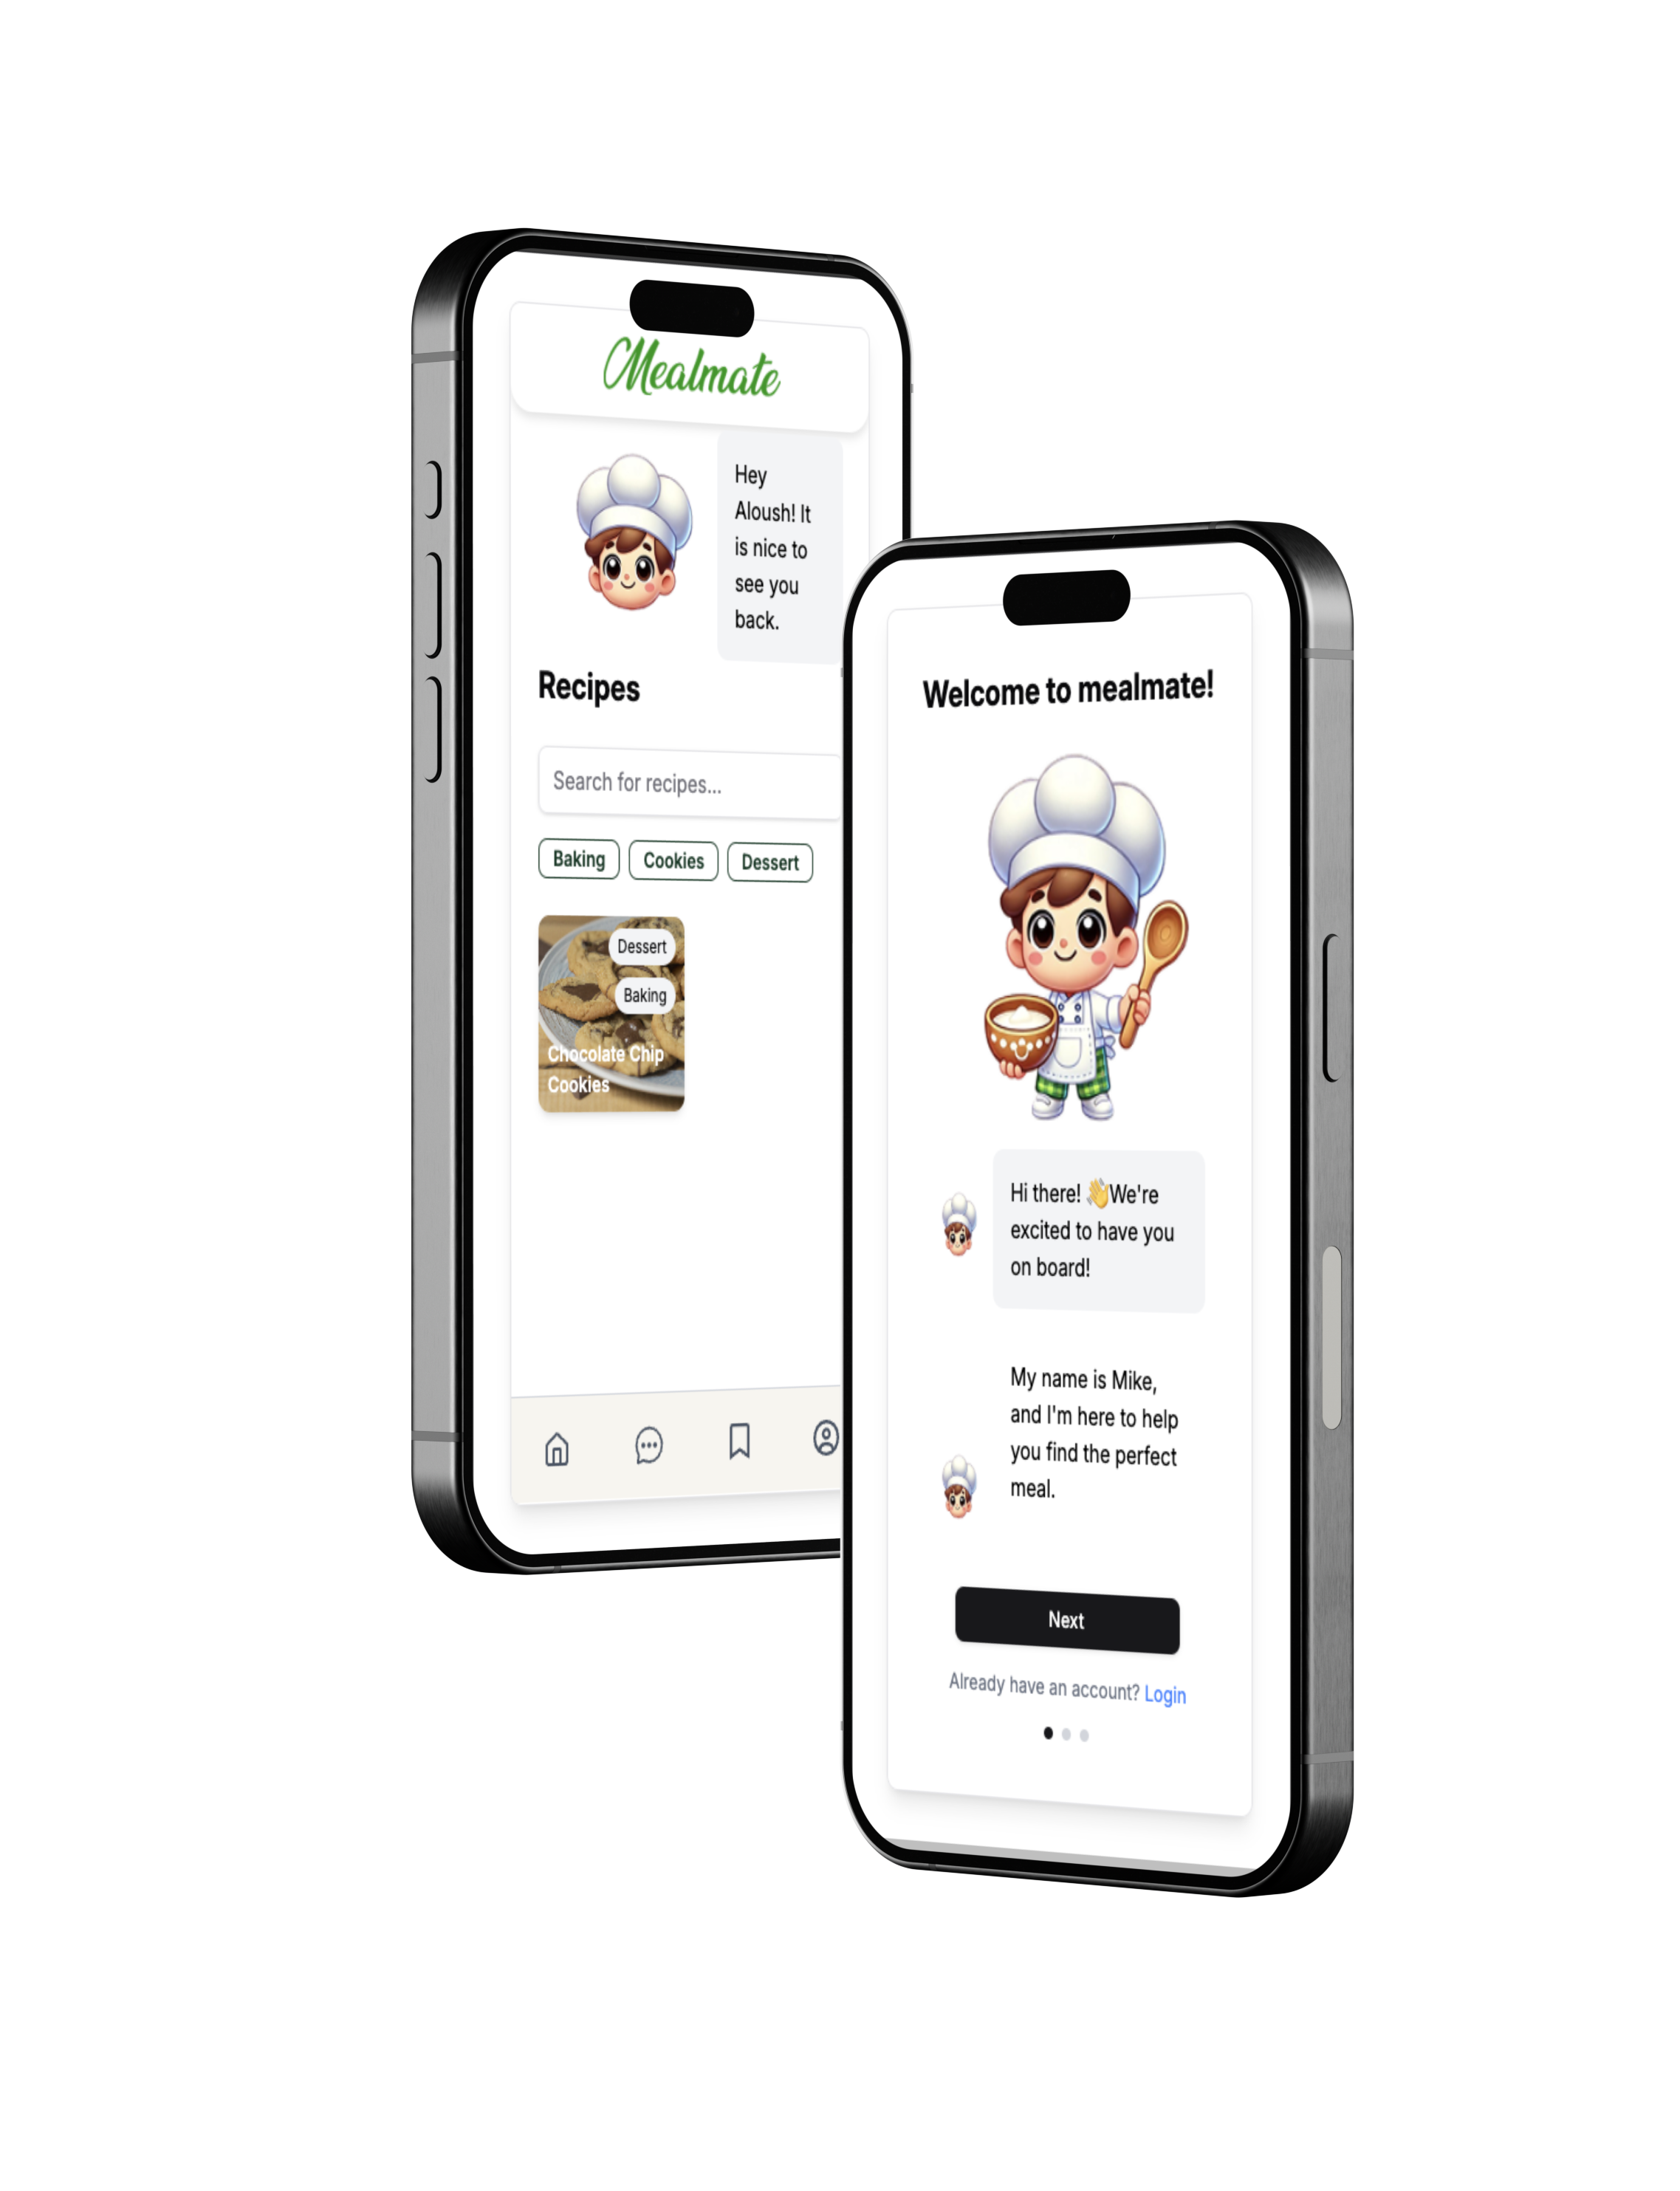 Mealmate
Hey
Aloush! It
is nice to
see you
back.
Recipes
Search for recipes...
Baking
Cookies
Dessert
Dessert
Baking
Chocolate Chip
Cookies
Welcome to mealmate!
Hi there! 👋We're
excited to have you
on board!
My name is Mike,
and I'm here to help
you find the perfect
meal.
Next
Already have an account? Login